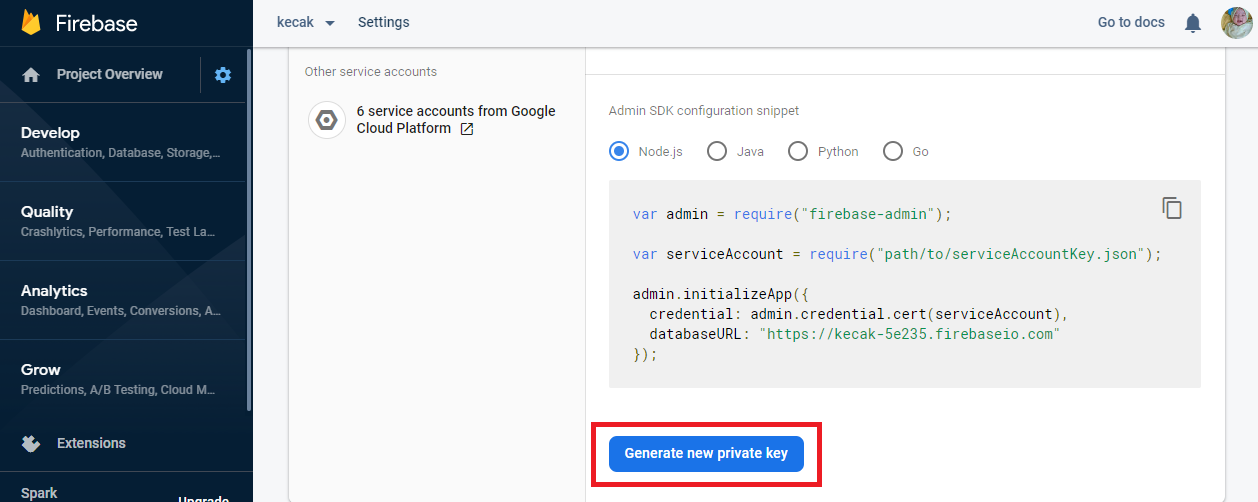 Firebase
kecak
Settings
Go to docs
Project Overview
Develop
Authentication, Database, Storage,...
Quality
Crashlytics, Performance, Test La...
Analytics
Dashboard, Events, Conversions, A...
Grow
Predictions, A/B Testing, Cloud M...
Extensions
Spark
Upgrade
Other service accounts
6 service accounts from Google
Cloud Platform
Admin SDK configuration snippet
Node.js Java Python Go
var admin = require("firebase-admin");
var serviceAccount = require("path/to/serviceAccountKey.json");
admin.initializeApp({
  credential: admin.credential.cert(serviceAccount),
  databaseURL: "https://kecak-5e235.firebaseio.com"
});
Generate new private key